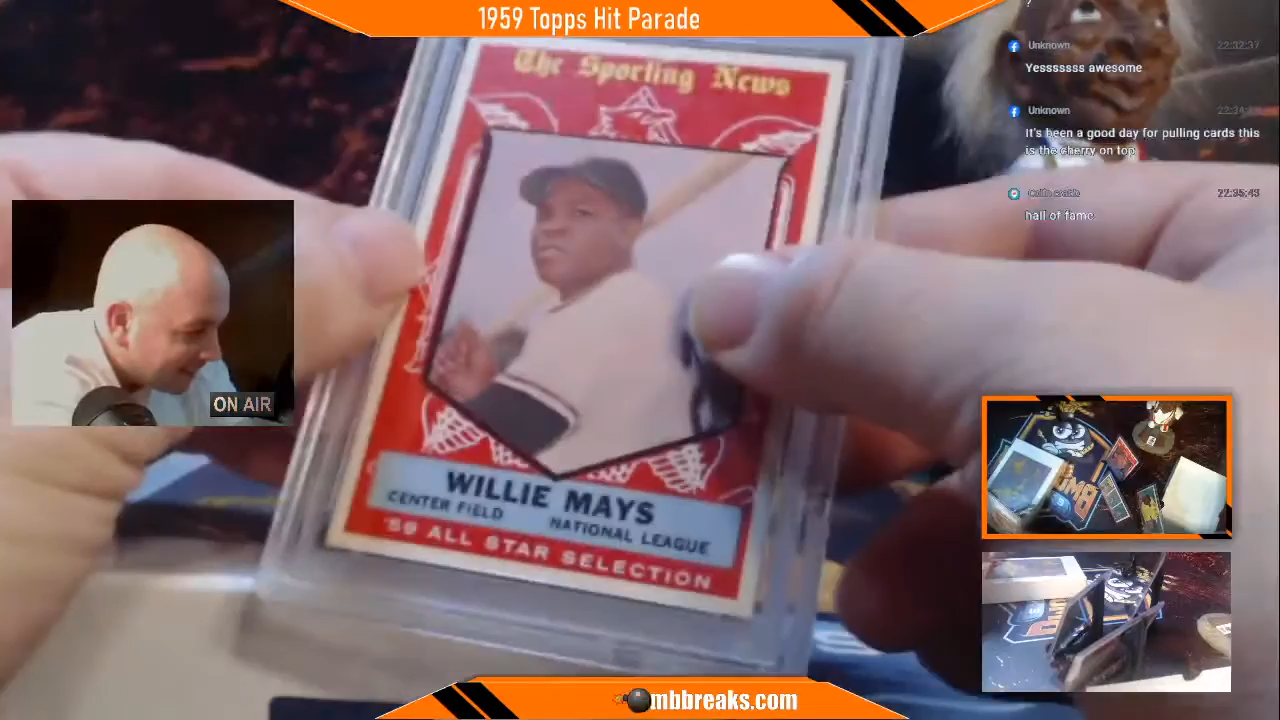 1959 Topps Hit Parade
?
Unknown
22:32:37
Yesssssss awesome
Unknown
It's been a good day for pulling cards this
is the cherry on top
22:35:43
hall of fame
The Sporting News
ON AIR
WILLIE MAYS
CENTER FIELD NATIONAL LEAGUE
'59 ALL STAR SELECTION
mbbreaks.com